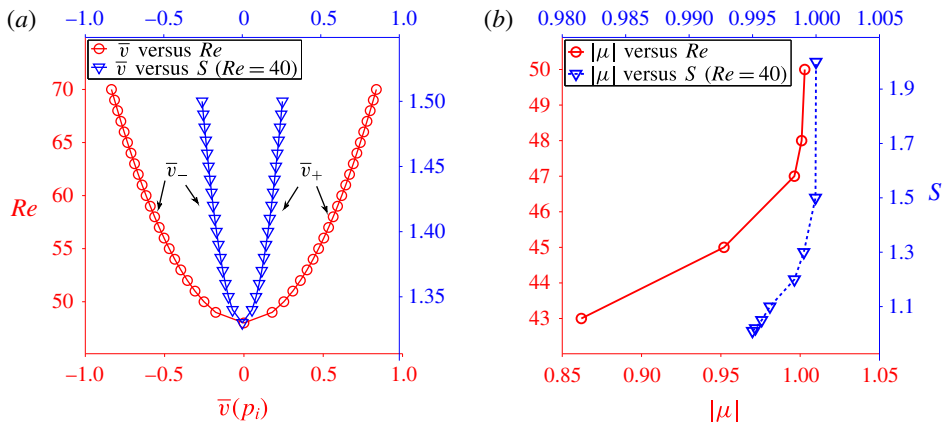 (a)
−1.0 −0.5 0 0.5 1.0
v̅ versus Re
v̅ versus S (Re = 40)
70
65
60
55
50
Re
1.50
1.45
1.40
1.35
1.33
v̅−
v̅+
−1.0 −0.5 0 0.5 1.0
v̅(pᵢ)
(b)
0.980 0.985 0.990 0.995 1.000 1.005
|μ| versus Re
|μ| versus S (Re = 40)
50
49
48
47
46
45
44
43
1.9
1.7
1.5
1.3
1.1
S
0.85 0.90 0.95 1.00 1.05
|μ|